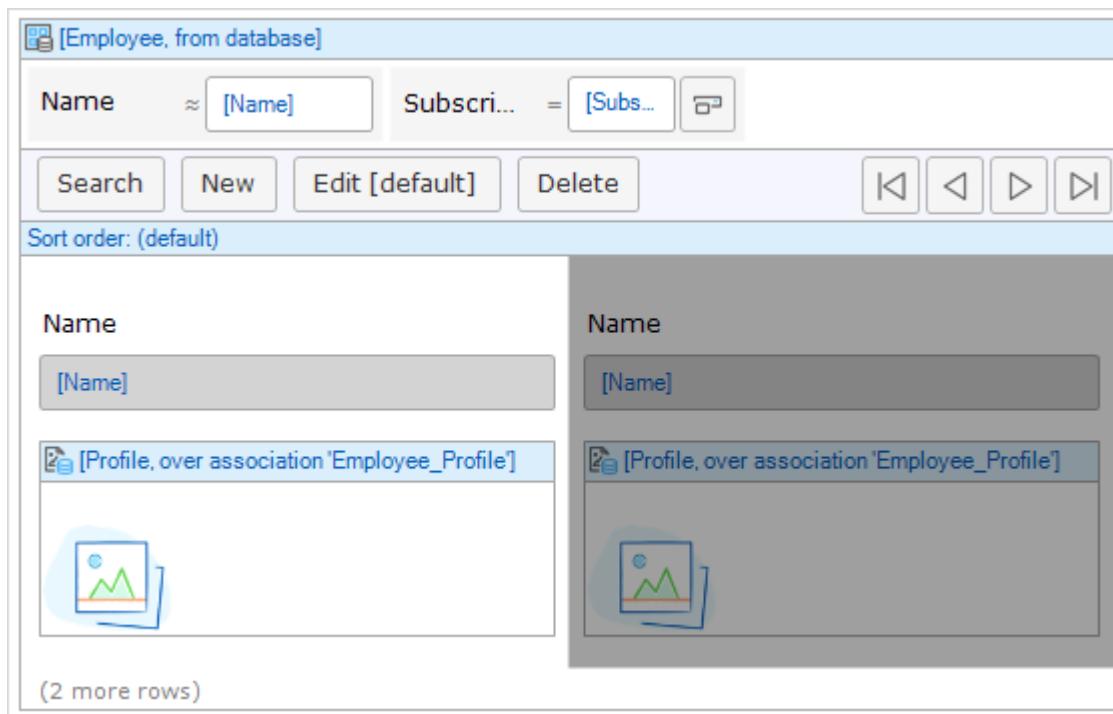 [Employee, from database]
Name ≈ [Name] Subscri... = [Subs...
Search New Edit [default] Delete
Sort order: (default)
Name Name
[Name] [Name]
[Profile, over association 'Employee_Profile'] [Profile, over association 'Employee_Profile']
(2 more rows)